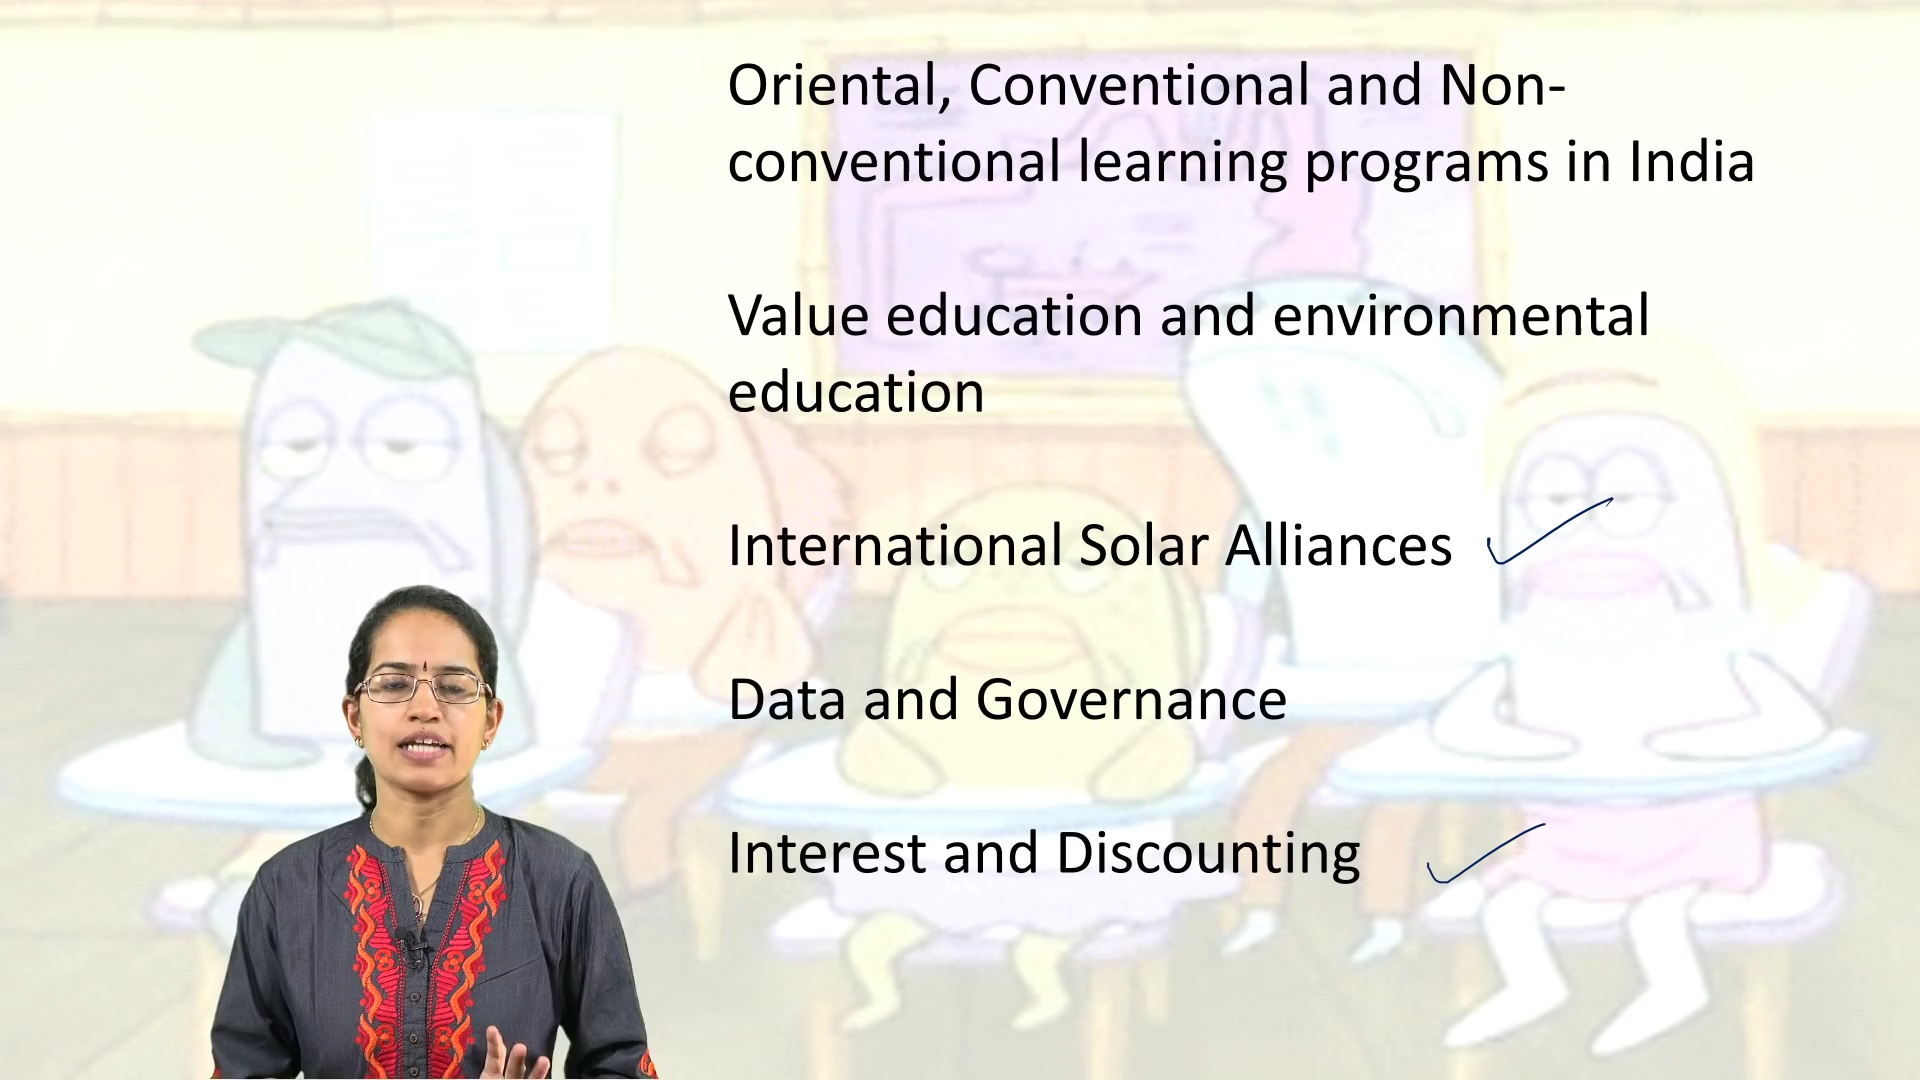 Oriental, Conventional and Non-
conventional learning programs in India
Value education and environmental
education
International Solar Alliances
Data and Governance
Interest and Discounting